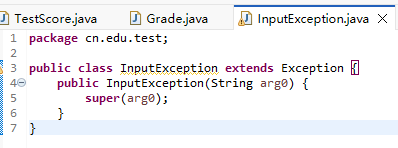 TestScore.java Grade.java InputException.java
1 package cn.edu.test;
2
3 public class InputException extends Exception {
4 public InputException(String arg0) {
5 super(arg0);
6 }
7 }